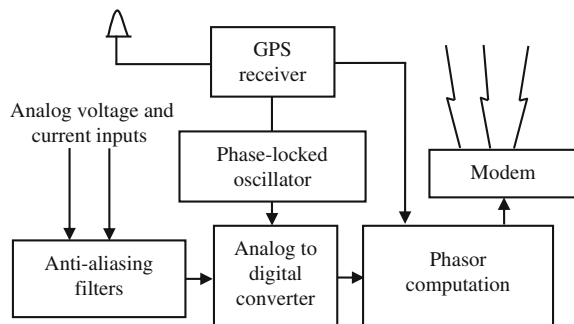 GPS
receiver
Analog voltage and
current inputs
Phase-locked
oscillator
Modem
Anti-aliasing
filters
Analog to
digital
converter
Phasor
computation